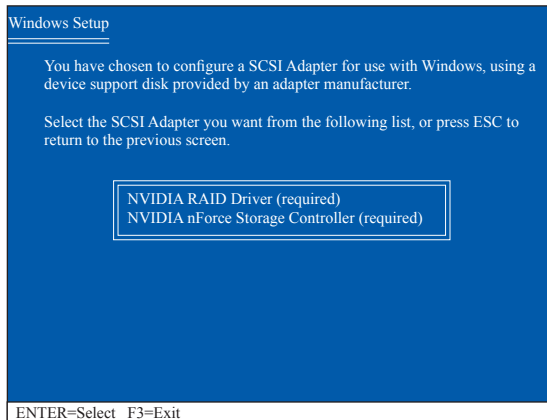 Windows Setup
You have chosen to configure a SCSI Adapter for use with Windows, using a
device support disk provided by an adapter manufacturer.
Select the SCSI Adapter you want from the following list, or press ESC to
return to the previous screen.
NVIDIA RAID Driver (required)
NVIDIA nForce Storage Controller (required)
ENTER=Select F3=Exit